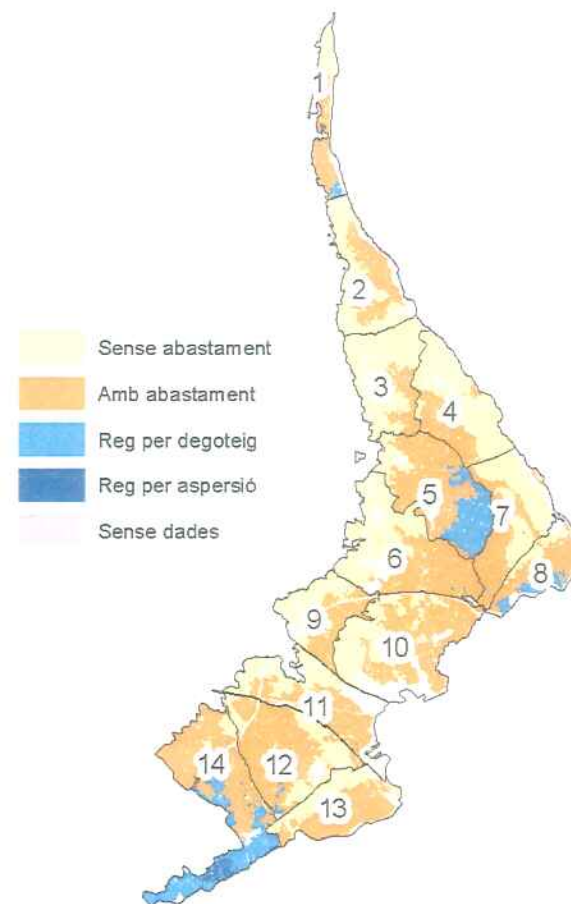 1
2
3
4
5
7
6
8
9
10
11
14
12
13
Sense abastament
Amb abastament
Reg per degoteig
Reg per aspersió
Sense dades